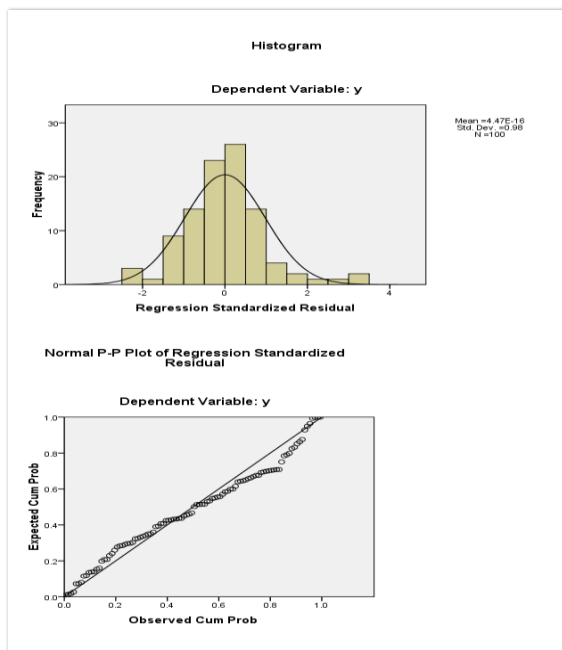 Histogram
Dependent Variable: y
Mean =4.47E-16
Std. Dev. =0.98
N =100
30
20
10
0
Frequency
-2 0 2 4
Regression Standardized Residual
Normal P-P Plot of Regression Standardized
Residual
Dependent Variable: y
1.0
0.8
0.6
0.4
0.2
0.0
Expected Cum Prob
0.0 0.2 0.4 0.6 0.8 1.0
Observed Cum Prob